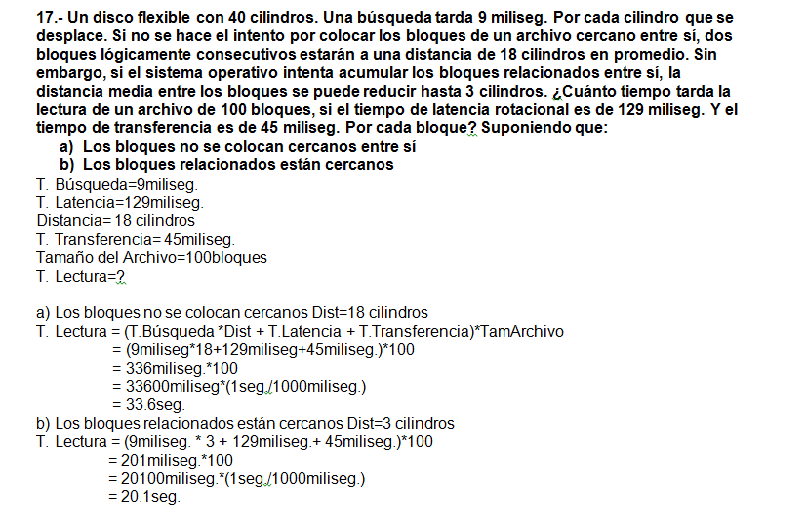 17.- Un disco flexible con 40 cilindros. Una búsqueda tarda 9 miliseg. Por cada cilindro que se
desplace. Si no se hace el intento por colocar los bloques de un archivo cercano entre sí, dos
bloques lógicamente consecutivos estarán a una distancia de 18 cilindros en promedio. Sin
embargo, si el sistema operativo intenta acumular los bloques relacionados entre sí, la
distancia media entre los bloques se puede reducir hasta 3 cilindros. ¿Cuánto tiempo tarda la
lectura de un archivo de 100 bloques, si el tiempo de latencia rotacional es de 129 miliseg. Y el
tiempo de transferencia es de 45 miliseg. Por cada bloque? Suponiendo que:
a) Los bloques no se colocan cercanos entre sí
b) Los bloques relacionados están cercanos
T. Búsqueda=9miliseg.
T. Latencia=129miliseg.
Distancia= 18 cilindros
T. Transferencia= 45miliseg.
Tamaño del Archivo=100bloques
T. Lectura=?
a) Los bloques no se colocan cercanos Dist=18 cilindros
T. Lectura = (T.Búsqueda *Dist + T.Latencia + T.Transferencia)*TamArchivo
= (9miliseg*18+129miliseg+45miliseg.)*100
= 336miliseg.*100
= 33600miliseg*(1seg./1000miliseg.)
= 33.6seg.
b) Los bloques relacionados están cercanos Dist=3 cilindros
T. Lectura = (9miliseg. * 3 + 129miliseg.+ 45miliseg.)*100
= 201miliseg.*100
= 20100miliseg.*(1seg./1000miliseg.)
= 20.1seg.